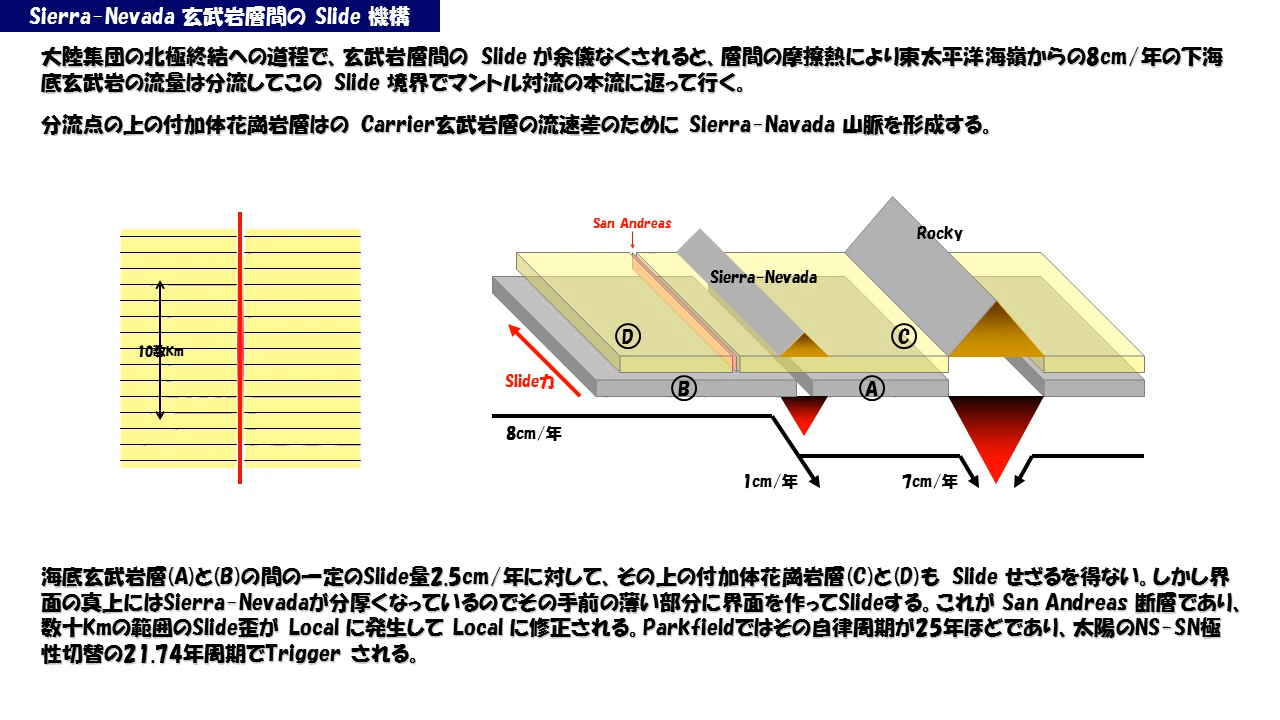 Sierra-Nevada 玄武岩層間の Slide 機構
大陸集団の北極終結への道程で、玄武岩層間の Slide が余儀なくされると、層間の摩擦熱により東太平洋海嶺からの8cm/年の下海
底玄武岩の流量は分流してこの Slide 境界でマントル対流の本流に返って行く。
分流点の上の付加体花崗岩層はの Carrier玄武岩層の流速差のために Sierra-Navada 山脈を形成する。
San Andreas
Rocky
Sierra-Nevada
10数Km
D
C
Slide力
B
A
8cm/年
1cm/年
7cm/年
海底玄武岩層(A)と(B)の間の一定のSlide量2.5cm/年に対して、その上の付加体花崗岩層(C)と(D)も Slide せざるを得ない。しかし界
面の真上にはSierra-Nevadaが分厚くなっているのでその手前の薄い部分に界面を作ってSlideする。これが San Andreas 断層であり、
数十Kmの範囲のSlide歪が Local に発生して Local に修正される。Parkfieldではその自律周期が25年ほどであり、太陽のNS-SN極
性切替の21.74年周期でTrigger される。